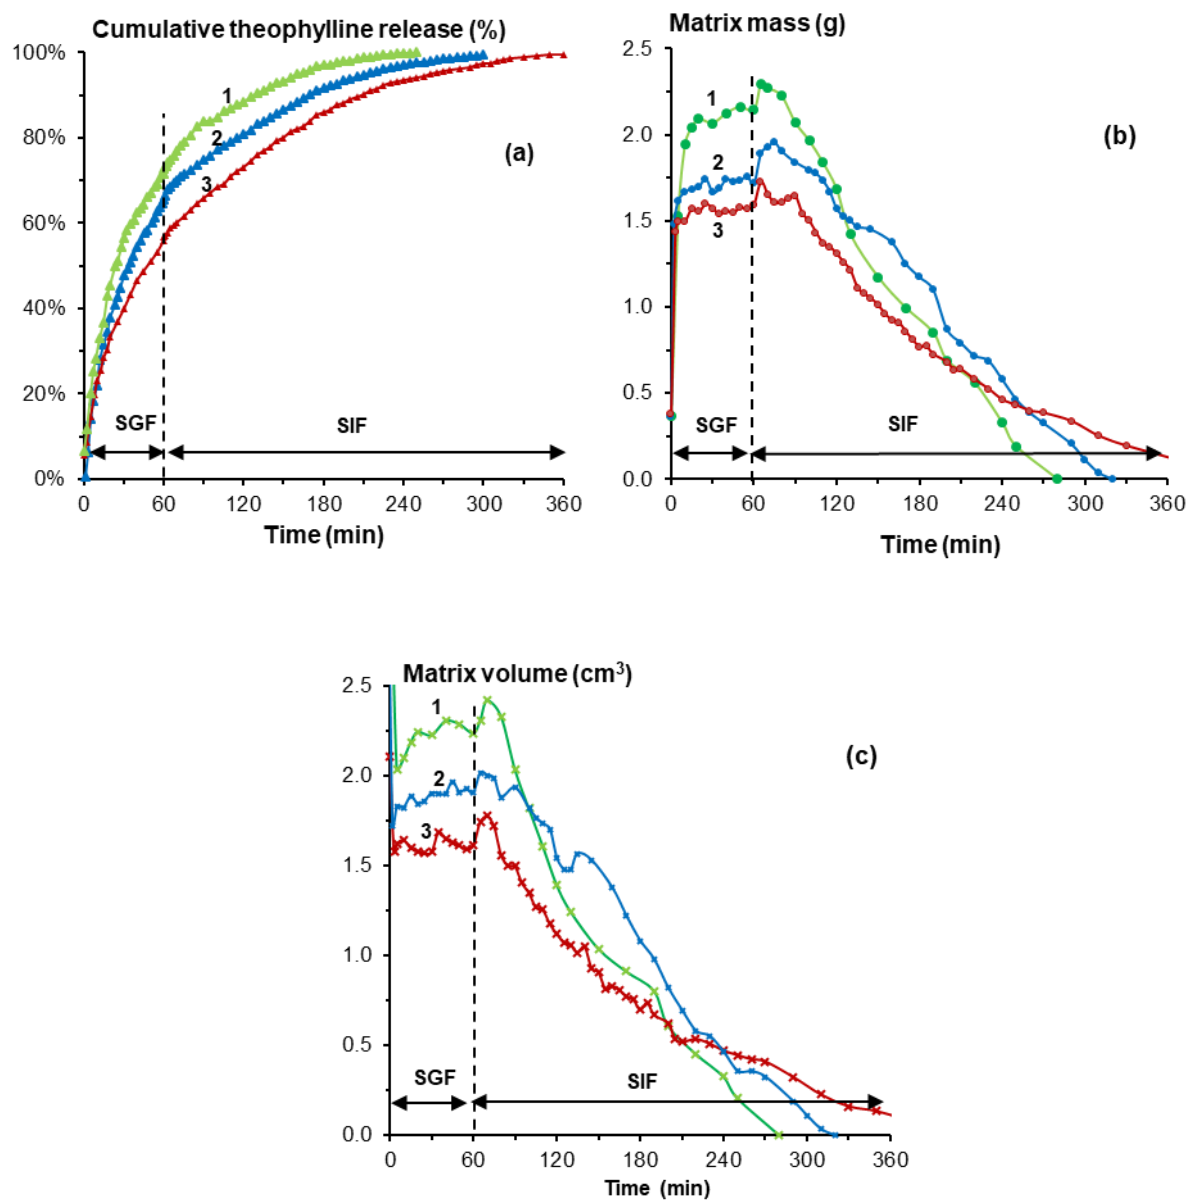 Cumulative theophylline release (%)
100%
80%
60%
40%
20%
0%
1
2
3
(a)
SGF
SIF
0 60 120 180 240 300 360
Time (min)
Matrix mass (g)
2.5
2.0
1.5
1.0
0.5
0.0
1
2
3
(b)
SGF
SIF
0 60 120 180 240 300 360
Time (min)
Matrix volume (cm³)
2.5
2.0
1.5
1.0
0.5
0.0
1
2
3
(c)
SGF
SIF
0 60 120 180 240 300 360
Time (min)